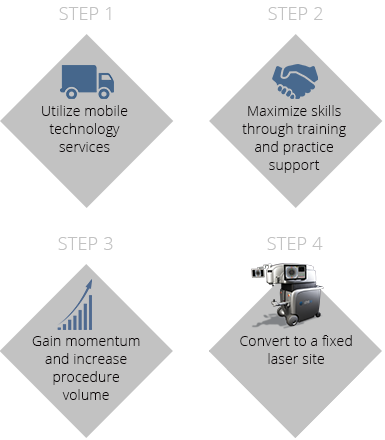 STEP 1
Utilize mobile
technology
services
STEP 2
Maximize skills
through training
and practice
support
STEP 3
Gain momentum
and increase
procedure
volume
STEP 4
Convert to a fixed
laser site